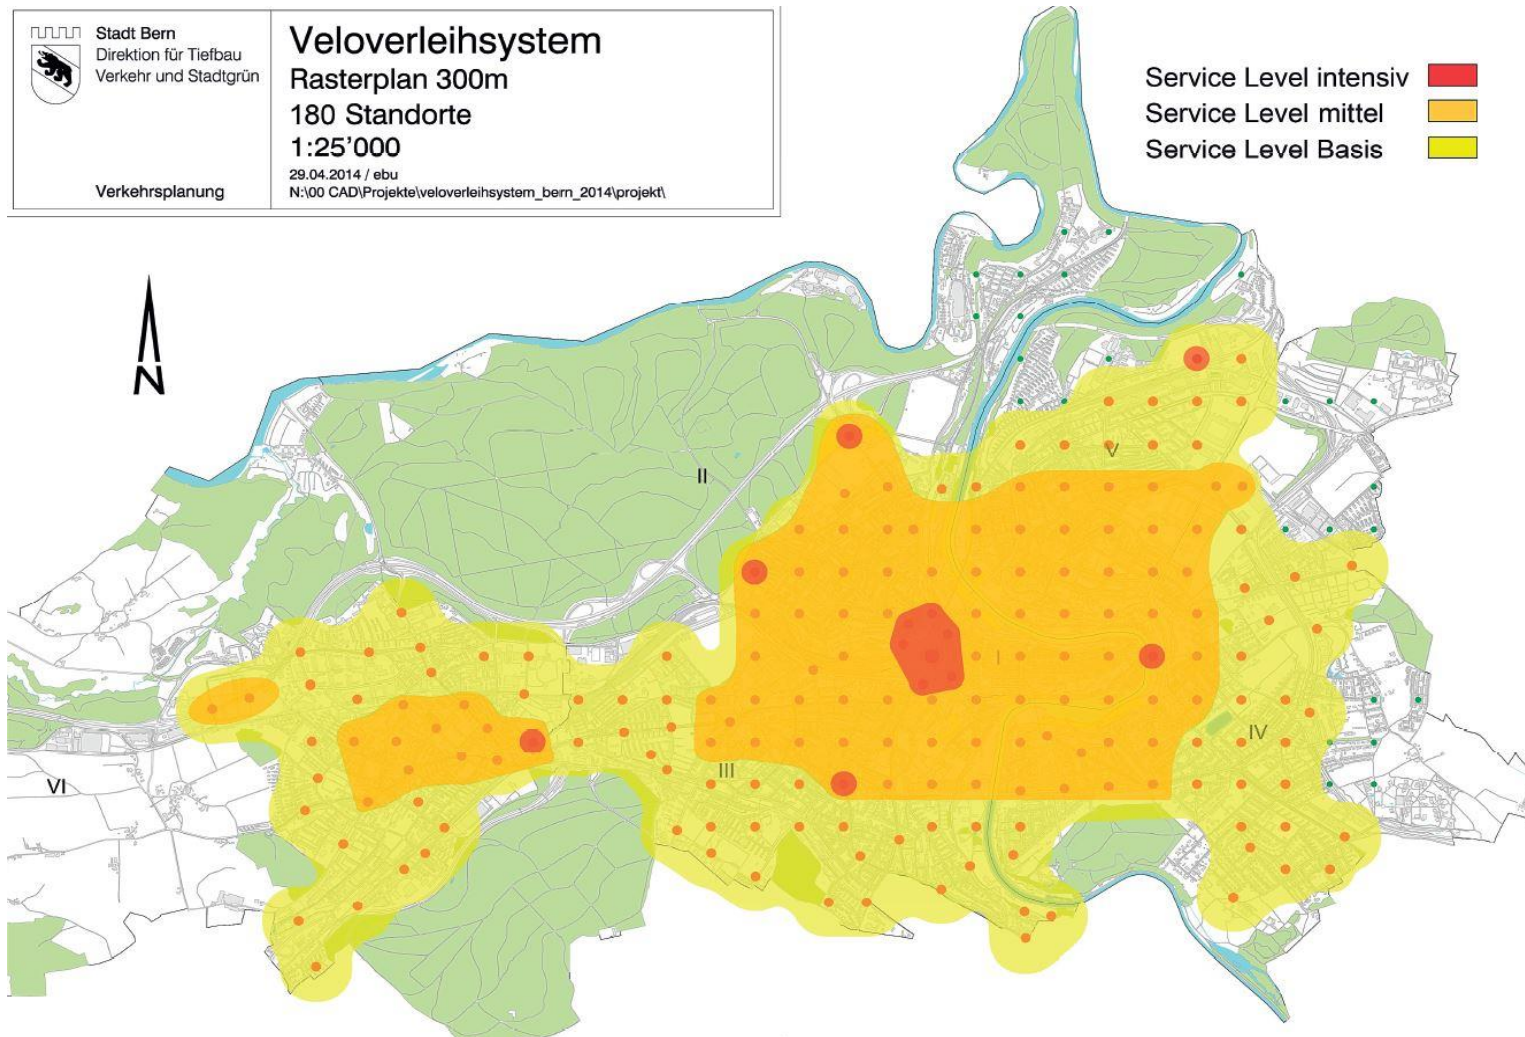 Stadt Bern
Direktion für Tiefbau
Verkehr und Stadtgrün
Verkehrsplanung
Veloverleihsystem
Rasterplan 300m
180 Standorte
1:25'000
29.04.2014 / ebu
N:\00 CAD\Projekte\veloverleihsystem_bern_2014\projekt\
Service Level intensiv
Service Level mittel
Service Level Basis
N
V
II
I
IV
III
VI